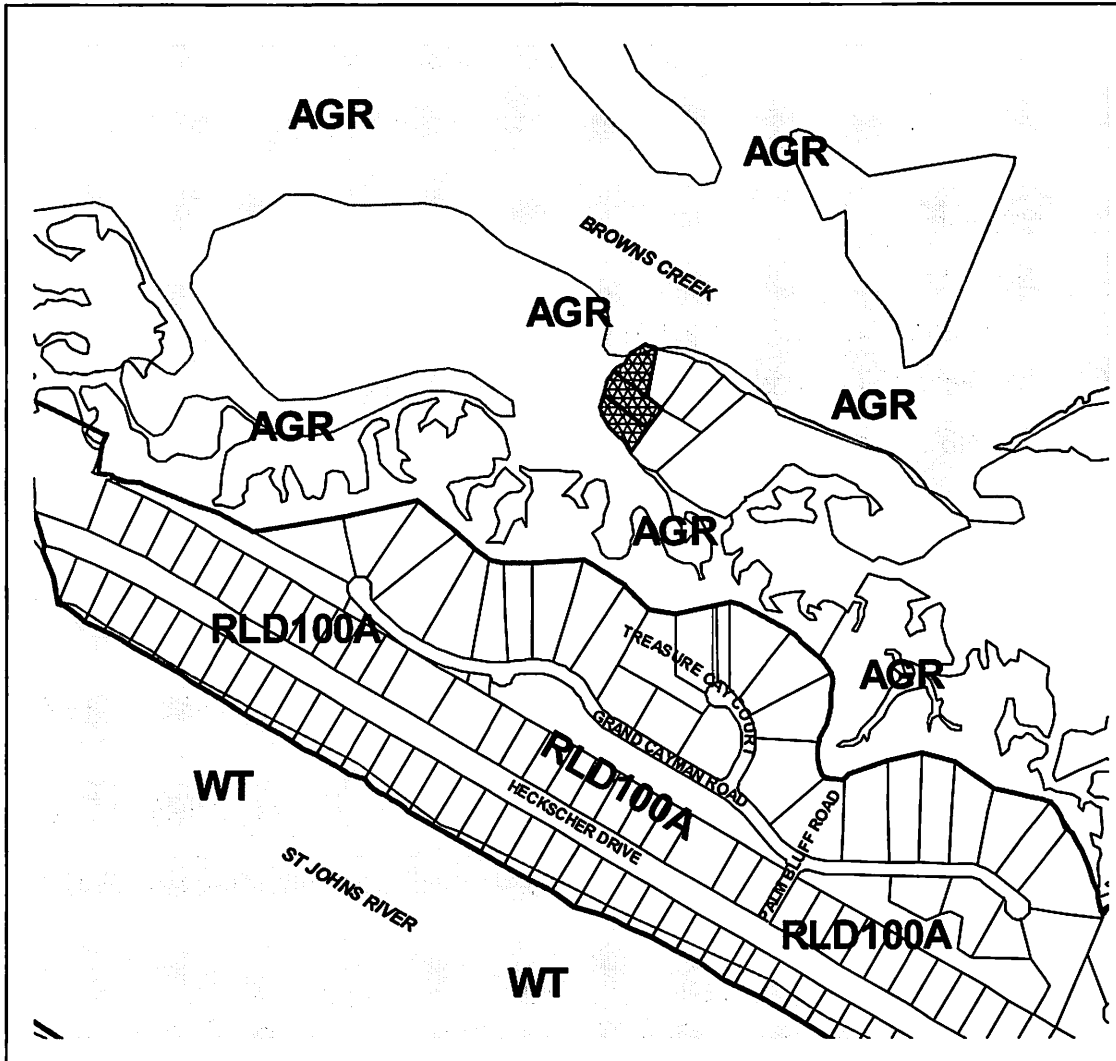 AGR
AGR
BROWNS CREEK
AGR
AGR
AGR
AGR
TREASURE CAY COURT
RLD100A
AGR
GRAND CAYMAN ROAD
RLD100A
WT
HECKSCHER DRIVE
PALM BLUFF ROAD
ST JOHNS RIVER
RLD100A
WT